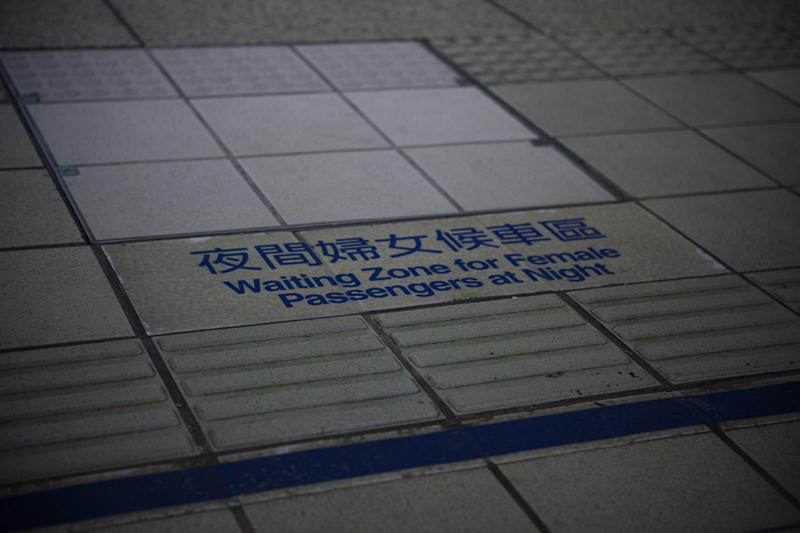 夜間婦女候車區
Waiting Zone for Female
Passengers at Night